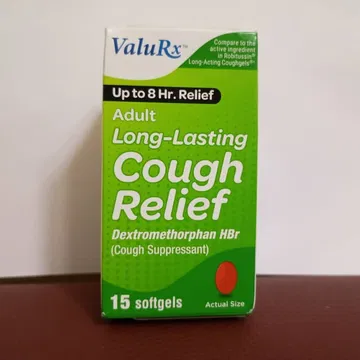 ValuRx™
Compare to the
active ingredient
in Robitussin®
Long-Acting Coughgels®
Up to 8 Hr. Relief
Adult
Long-Lasting
Cough
Relief
Dextromethorphan HBr
(Cough Suppressant)
15 softgels
Actual Size